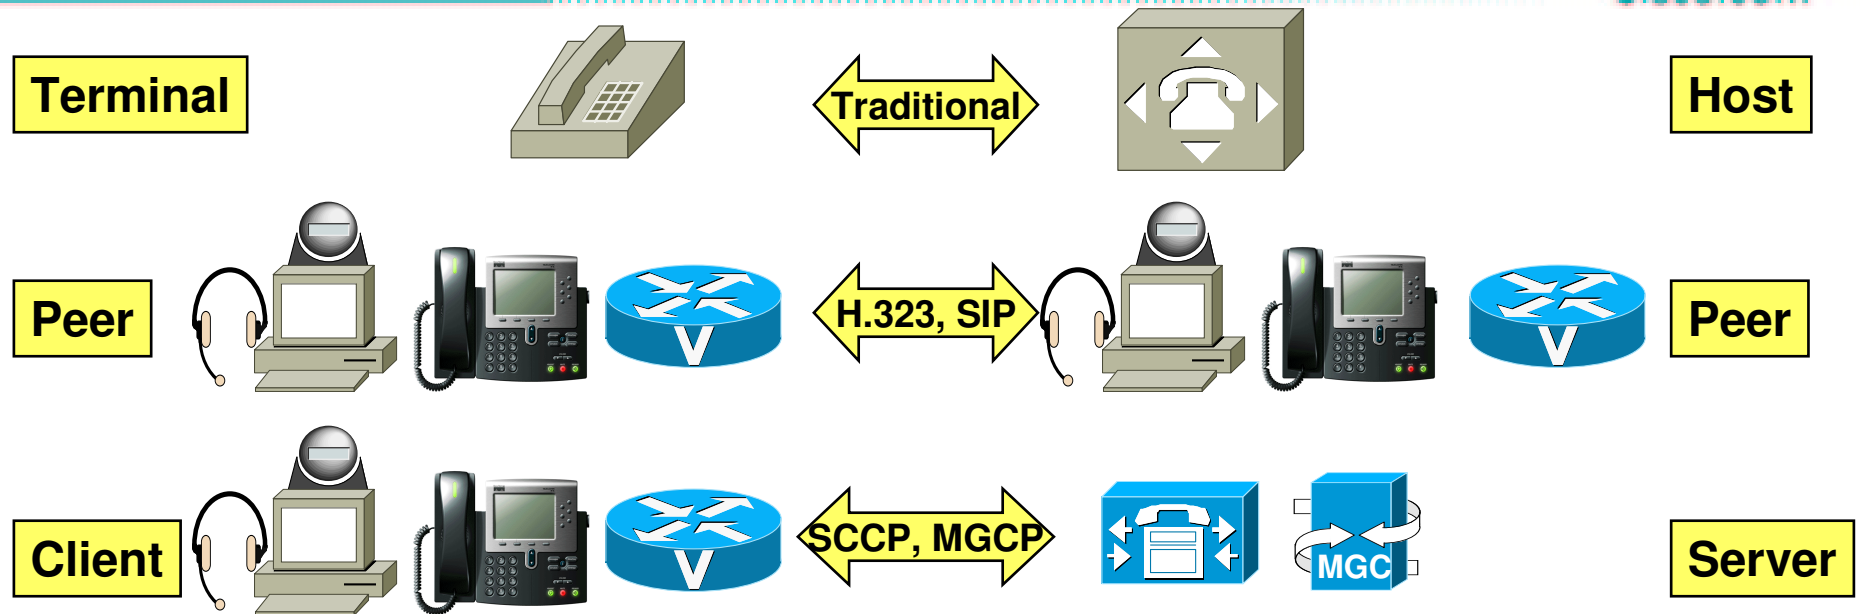 Terminal
Traditional
Host
Peer
V
H.323, SIP
V
Peer
Client
V
SCCP, MGCP
MGC
Server